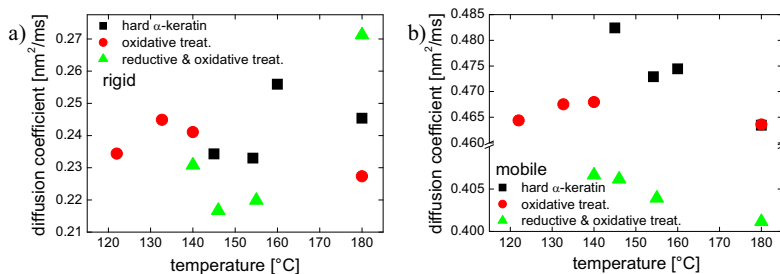 a)
diffusion coefficient [nm²/ms]
0.27
0.26
0.25
0.24
0.23
0.22
0.21
hard α-keratin
oxidative treat.
reductive & oxidative treat.
rigid
120 130 140 150 160 170 180
temperature [°C]
b)
diffusion coefficient [nm²/ms]
0.485
0.480
0.475
0.470
0.465
0.460
0.405
0.400
mobile
hard α-keratin
oxidative treat.
reductive & oxidative treat.
120 130 140 150 160 170 180
temperature [°C]